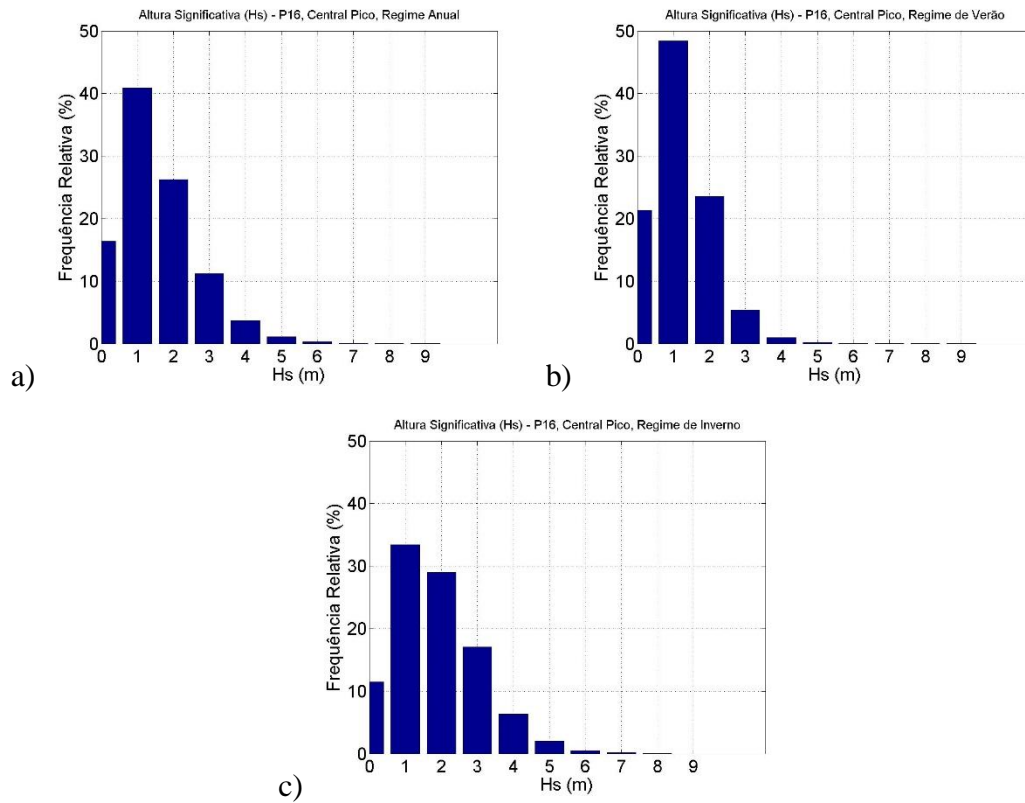 Altura Significativa (Hs) - P16, Central Pico, Regime Anual
50
40
30
20
10
0
Frequência Relativa (%)
0 1 2 3 4 5 6 7 8 9
Hs (m)
a)
Altura Significativa (Hs) - P16, Central Pico, Regime de Verão
50
40
30
20
10
0
Frequência Relativa (%)
0 1 2 3 4 5 6 7 8 9
Hs (m)
b)
Altura Significativa (Hs) - P16, Central Pico, Regime de Inverno
50
40
30
20
10
0
Frequência Relativa (%)
0 1 2 3 4 5 6 7 8 9
Hs (m)
c)